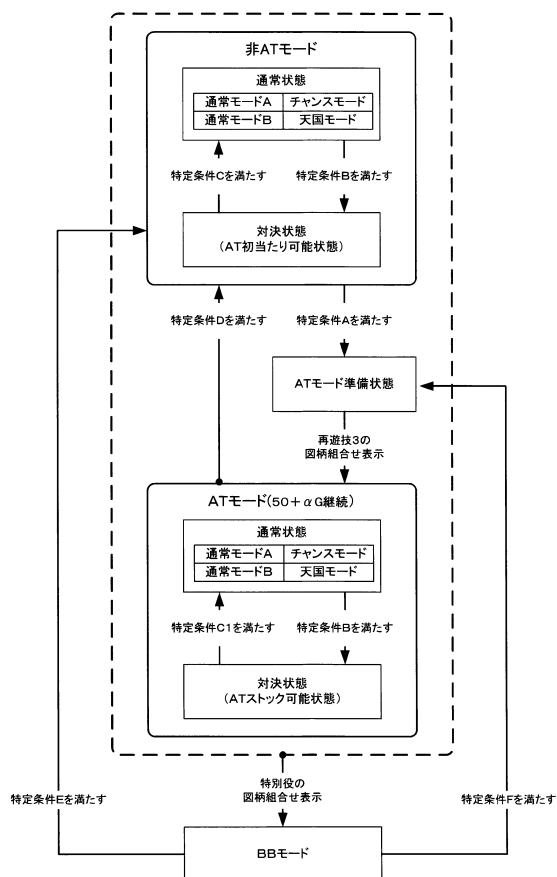 非ATモード
通常状態
通常モードA チャンスモード
通常モードB 天国モード
特定条件Cを満たす 特定条件Bを満たす
対決状態
(AT初当たり可能状態)
特定条件Dを満たす 特定条件Aを満たす
ATモード準備状態
再遊技3の
図柄組合せ表示
ATモード(50+αG継続)
通常状態
通常モードA チャンスモード
通常モードB 天国モード
特定条件C1を満たす 特定条件Bを満たす
対決状態
(ATストック可能状態)
特定条件Eを満たす 特別役の 特定条件Fを満たす
図柄組合せ表示
BBモード